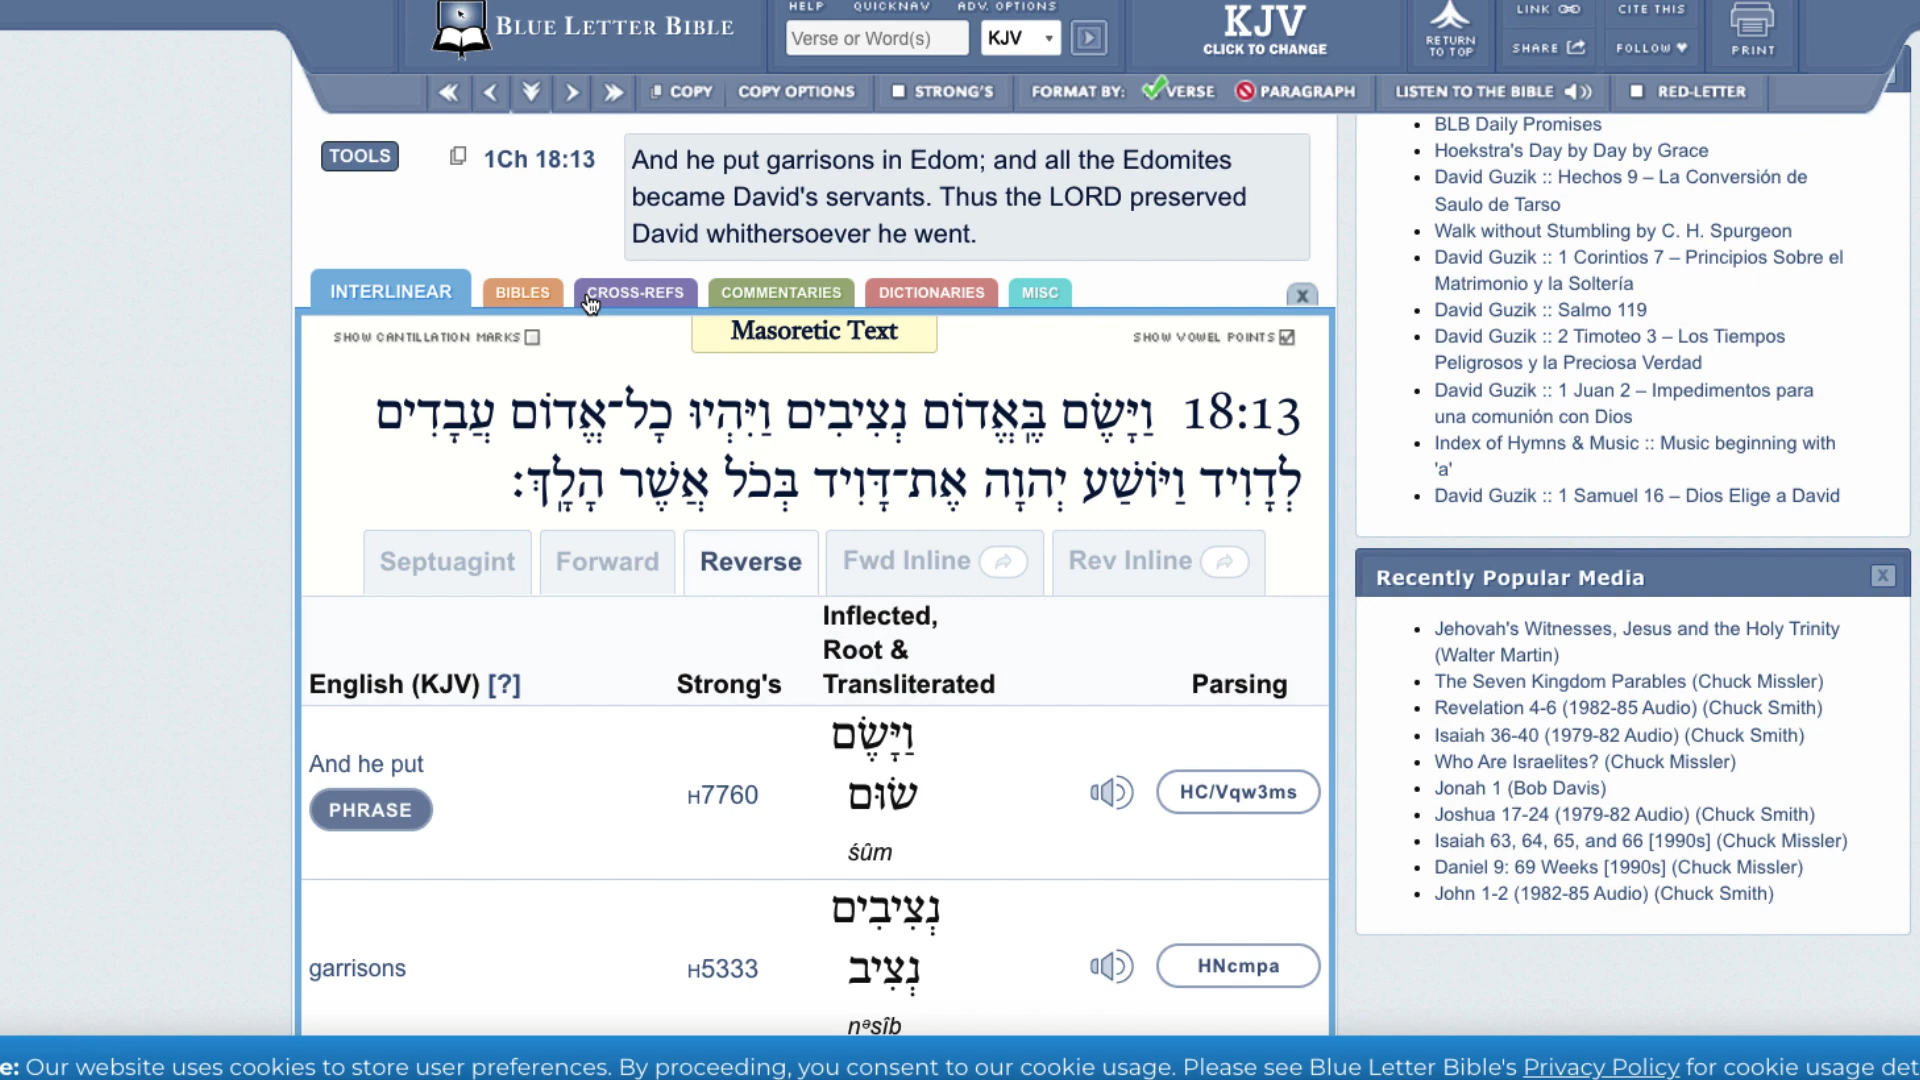 BLUE LETTER BIBLE
HELP QUICKNAV ADV. OPTIONS
Verse or Word(s)
KJV
KJV
CLICK TO CHANGE
RETURN
TO TOP
LINK
SHARE
CITE THIS
FOLLOW
PRINT
COPY
COPY OPTIONS
STRONG'S
FORMAT BY:
VERSE
PARAGRAPH
LISTEN TO THE BIBLE
RED-LETTER
TOOLS
1Ch 18:13
And he put garrisons in Edom; and all the Edomites
became David's servants. Thus the LORD preserved
David whithersoever he went.
INTERLINEAR
BIBLES
CROSS-REFS
COMMENTARIES
DICTIONARIES
MISC
X
SHOW CANTILLATION MARKS
Masoretic Text
SHOW VOWEL POINTS
18:13 וַיָּשֶׂם בֶּאֱדוֹם נְצִיבִים וַיִּהְיוּ כָל־אֱדוֹם עֲבָדִים
לְדָוִיד וַיּוֹשַׁע יְהוָה אֶת־דָּוִיד בְּכֹל אֲשֶׁר הָלָךְ׃
Septuagint
Forward
Reverse
Fwd Inline
Rev Inline
English (KJV) [?]
Strong's
Inflected,
Root &
Transliterated
Parsing
And he put
PHRASE
H7760
וַיָּשֶׂם
שׂוּם
śûm
HC/Vqw3ms
garrisons
H5333
נְצִיבִים
נְצִיב
nᵊṣîḇ
HNcmpa
BLB Daily Promises
Hoekstra's Day by Day by Grace
David Guzik :: Hechos 9 – La Conversión de
Saulo de Tarso
Walk without Stumbling by C. H. Spurgeon
David Guzik :: 1 Corintios 7 – Principios Sobre el
Matrimonio y la Soltería
David Guzik :: Salmo 119
David Guzik :: 2 Timoteo 3 – Los Tiempos
Peligrosos y la Preciosa Verdad
David Guzik :: 1 Juan 2 – Impedimentos para
una comunión con Dios
Index of Hymns & Music :: Music beginning with
'a'
David Guzik :: 1 Samuel 16 – Dios Elige a David
Recently Popular Media
X
Jehovah's Witnesses, Jesus and the Holy Trinity
(Walter Martin)
The Seven Kingdom Parables (Chuck Missler)
Revelation 4-6 (1982-85 Audio) (Chuck Smith)
Isaiah 36-40 (1979-82 Audio) (Chuck Smith)
Who Are Israelites? (Chuck Missler)
Jonah 1 (Bob Davis)
Joshua 17-24 (1979-82 Audio) (Chuck Smith)
Isaiah 63, 64, 65, and 66 [1990s] (Chuck Missler)
Daniel 9: 69 Weeks [1990s] (Chuck Missler)
John 1-2 (1982-85 Audio) (Chuck Smith)
e: Our website uses cookies to store user preferences. By proceeding, you consent to our cookie usage. Please see Blue Letter Bible's Privacy Policy for cookie usage det